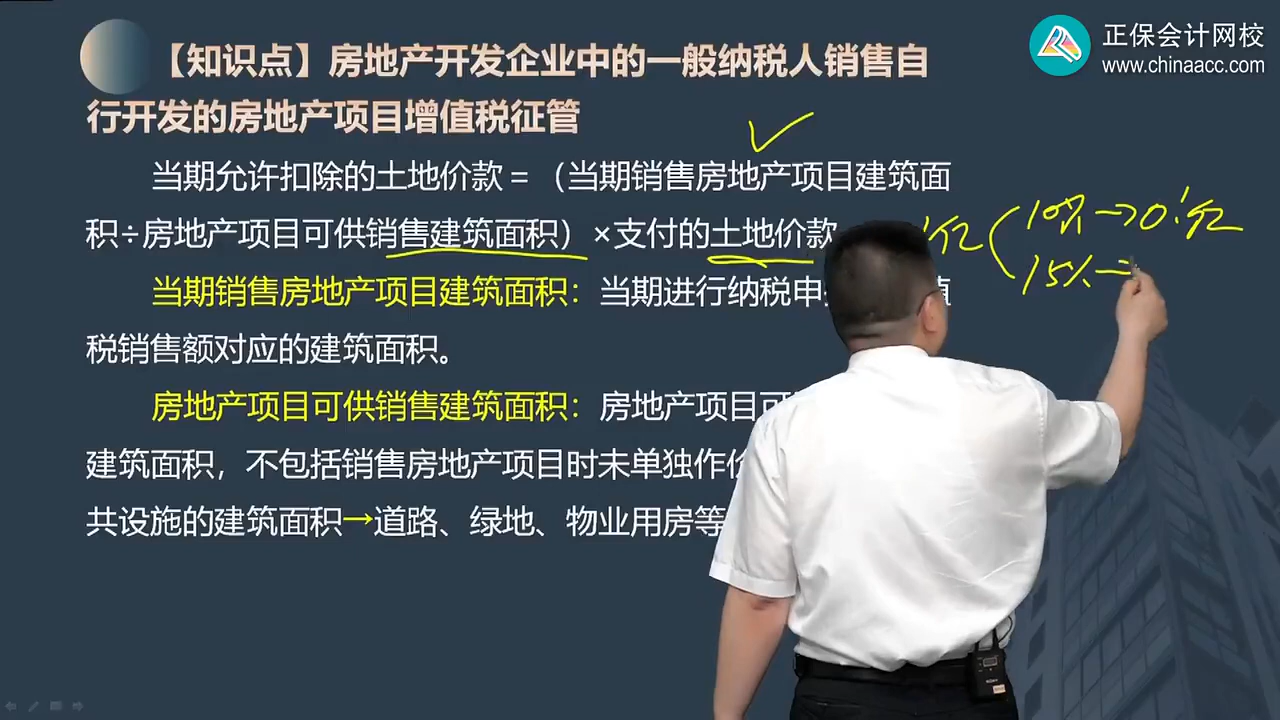 正保会计网校
www.chinaacc.com
【知识点】房地产开发企业中的一般纳税人销售自
行开发的房地产项目增值税征管
当期允许扣除的土地价款=（当期销售房地产项目建筑面
积÷房地产项目可供销售建筑面积）×支付的土地价款
1亿
10% → 0.1亿
15% →
当期销售房地产项目建筑面积：当期进行纳税申 值
税销售额对应的建筑面积。
房地产项目可供销售建筑面积：房地产项目可
建筑面积，不包括销售房地产项目时未单独作价
共设施的建筑面积→道路、绿地、物业用房等